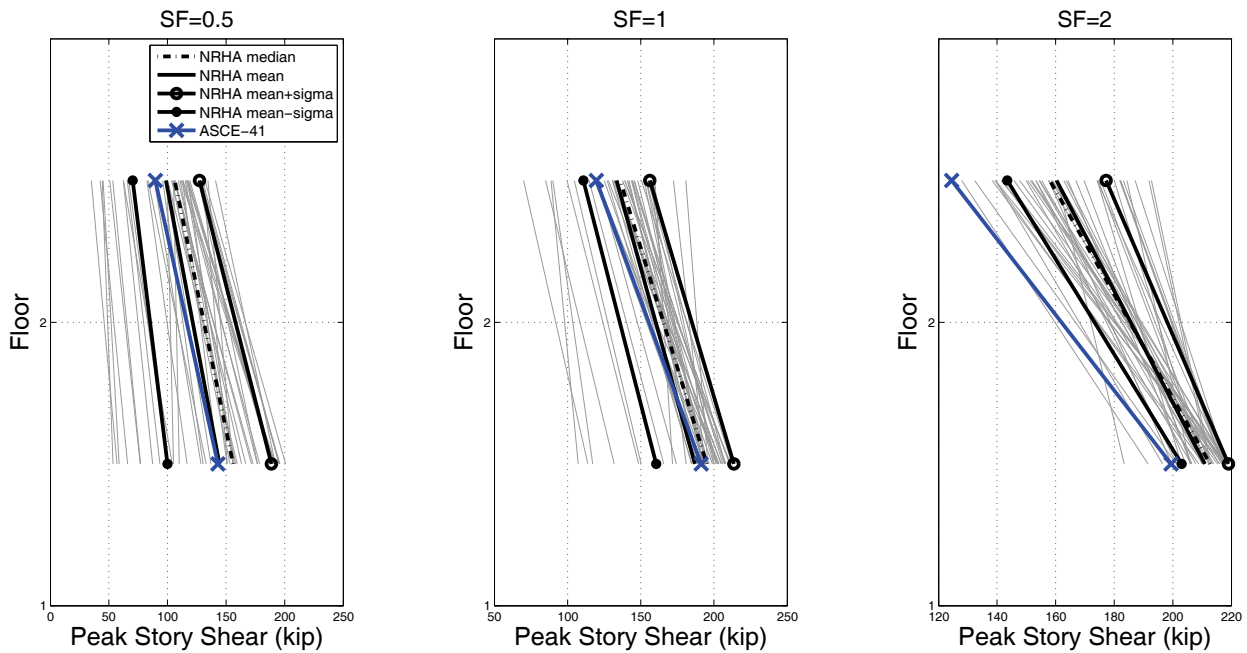 SF=0.5
SF=1
SF=2
NRHA median
NRHA mean
NRHA mean+sigma
NRHA mean−sigma
ASCE−41
Floor
2
1
0 50 100 150 200 250
Peak Story Shear (kip)
Floor
2
1
50 100 150 200 250
Peak Story Shear (kip)
Floor
2
1
120 140 160 180 200 220
Peak Story Shear (kip)